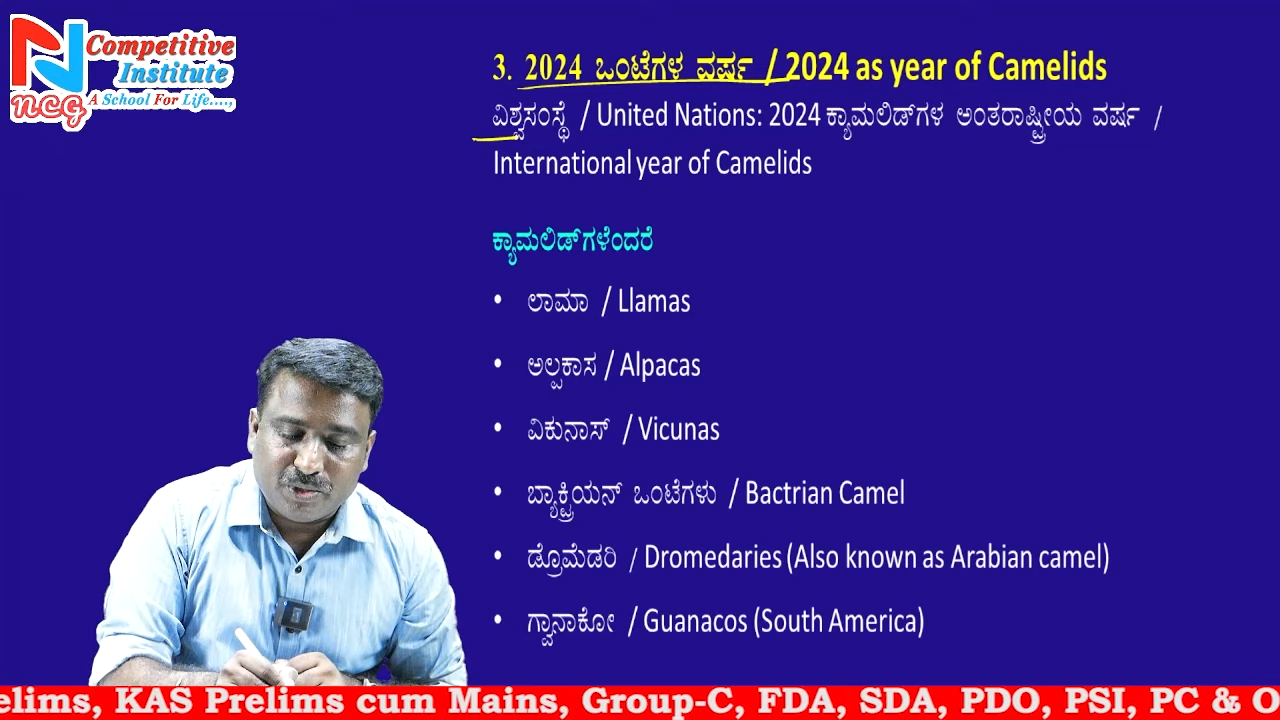 Competitive
Institute
NCG A School For Life....,
3. 2024 ಒಂಟೆಗಳ ವರ್ಷ / 2024 as year of Camelids
ವಿಶ್ವಸಂಸ್ಥೆ / United Nations: 2024 ಕ್ಯಾಮಲಿಡ್‌ಗಳ ಅಂತರಾಷ್ಟ್ರೀಯ ವರ್ಷ /
International year of Camelids
ಕ್ಯಾಮಲಿಡ್‌ಗಳೆಂದರೆ
• ಲಾಮಾ / Llamas
• ಅಲ್ಪಕಾಸ / Alpacas
• ವಿಕುನಾಸ್ / Vicunas
• ಬ್ಯಾಕ್ಟ್ರಿಯನ್ ಒಂಟೆಗಳು / Bactrian Camel
• ಡ್ರೊಮೆಡರಿ / Dromedaries (Also known as Arabian camel)
• ಗ್ವಾನಾಕೋ / Guanacos (South America)
elims, KAS Prelims cum Mains, Group-C, FDA, SDA, PDO, PSI, PC & O